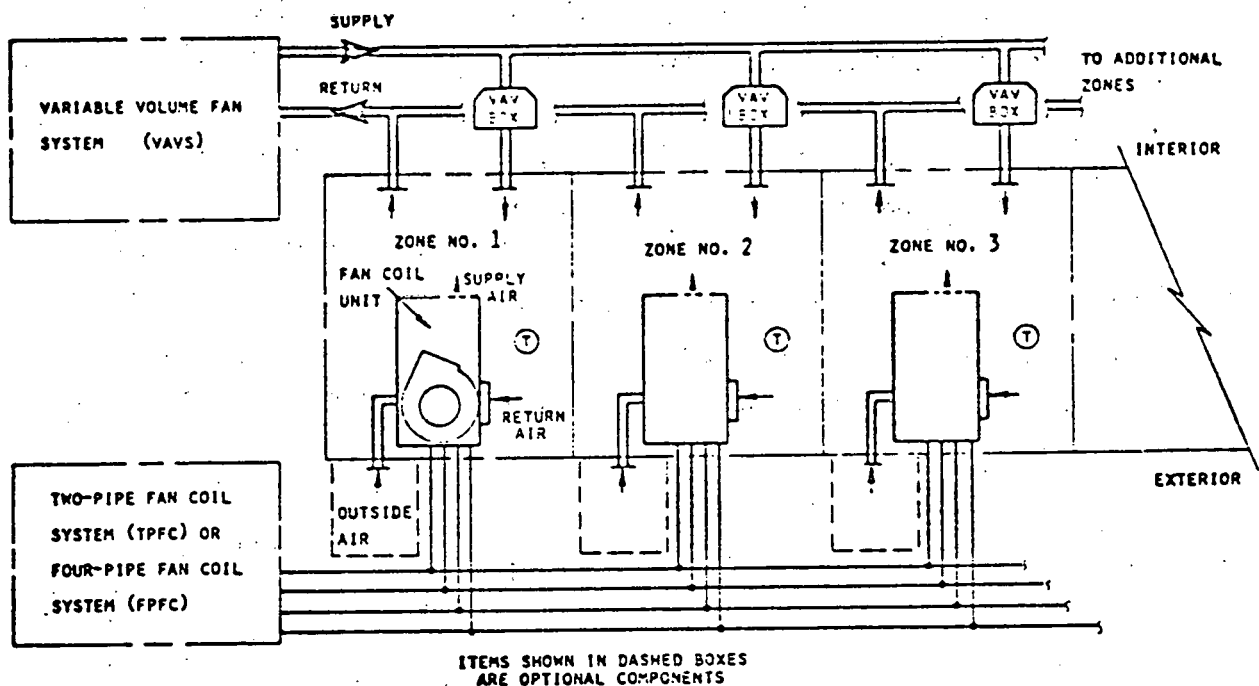 SUPPLY
RETURN
VARIABLE VOLUME FAN
SYSTEM (VAVS)
VAV
BOX
VAV
BOX
VAV
BOX
TO ADDITIONAL
ZONES
INTERIOR
ZONE NO. 1
ZONE NO. 2
ZONE NO. 3
FAN COIL
UNIT
SUPPLY
AIR
T
T
T
RETURN
AIR
OUTSIDE
AIR
EXTERIOR
TWO-PIPE FAN COIL
SYSTEM (TPFC) OR
FOUR-PIPE FAN COIL
SYSTEM (FPFC)
ITEMS SHOWN IN DASHED BOXES
ARE OPTIONAL COMPONENTS